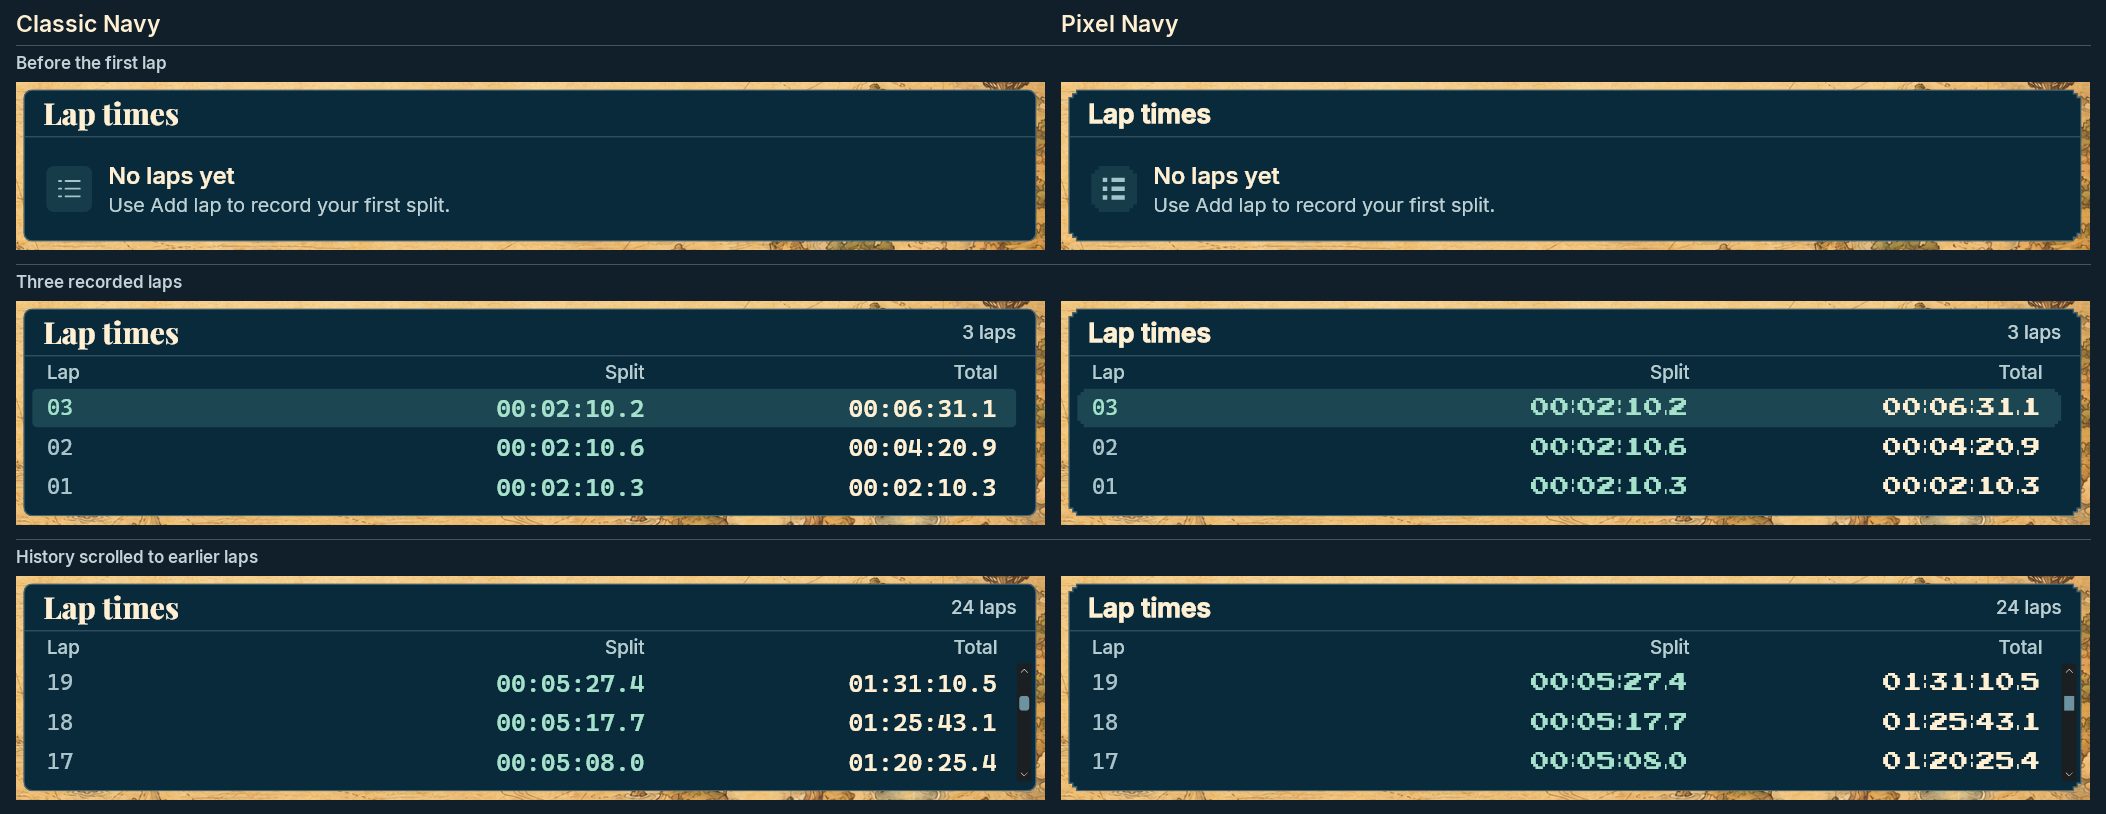 Classic Navy
Pixel Navy
Before the first lap
Lap times
No laps yet
Use Add lap to record your first split.
Lap times
No laps yet
Use Add lap to record your first split.
Three recorded laps
Lap times 3 laps
Lap Split Total
03 00:02:10.2 00:06:31.1
02 00:02:10.6 00:04:20.9
01 00:02:10.3 00:02:10.3
Lap times 3 laps
Lap Split Total
03 00:02:10.2 00:06:31.1
02 00:02:10.6 00:04:20.9
01 00:02:10.3 00:02:10.3
History scrolled to earlier laps
Lap times 24 laps
Lap Split Total
19 00:05:27.4 01:31:10.5
18 00:05:17.7 01:25:43.1
17 00:05:08.0 01:20:25.4
Lap times 24 laps
Lap Split Total
19 00:05:27.4 01:31:10.5
18 00:05:17.7 01:25:43.1
17 00:05:08.0 01:20:25.4